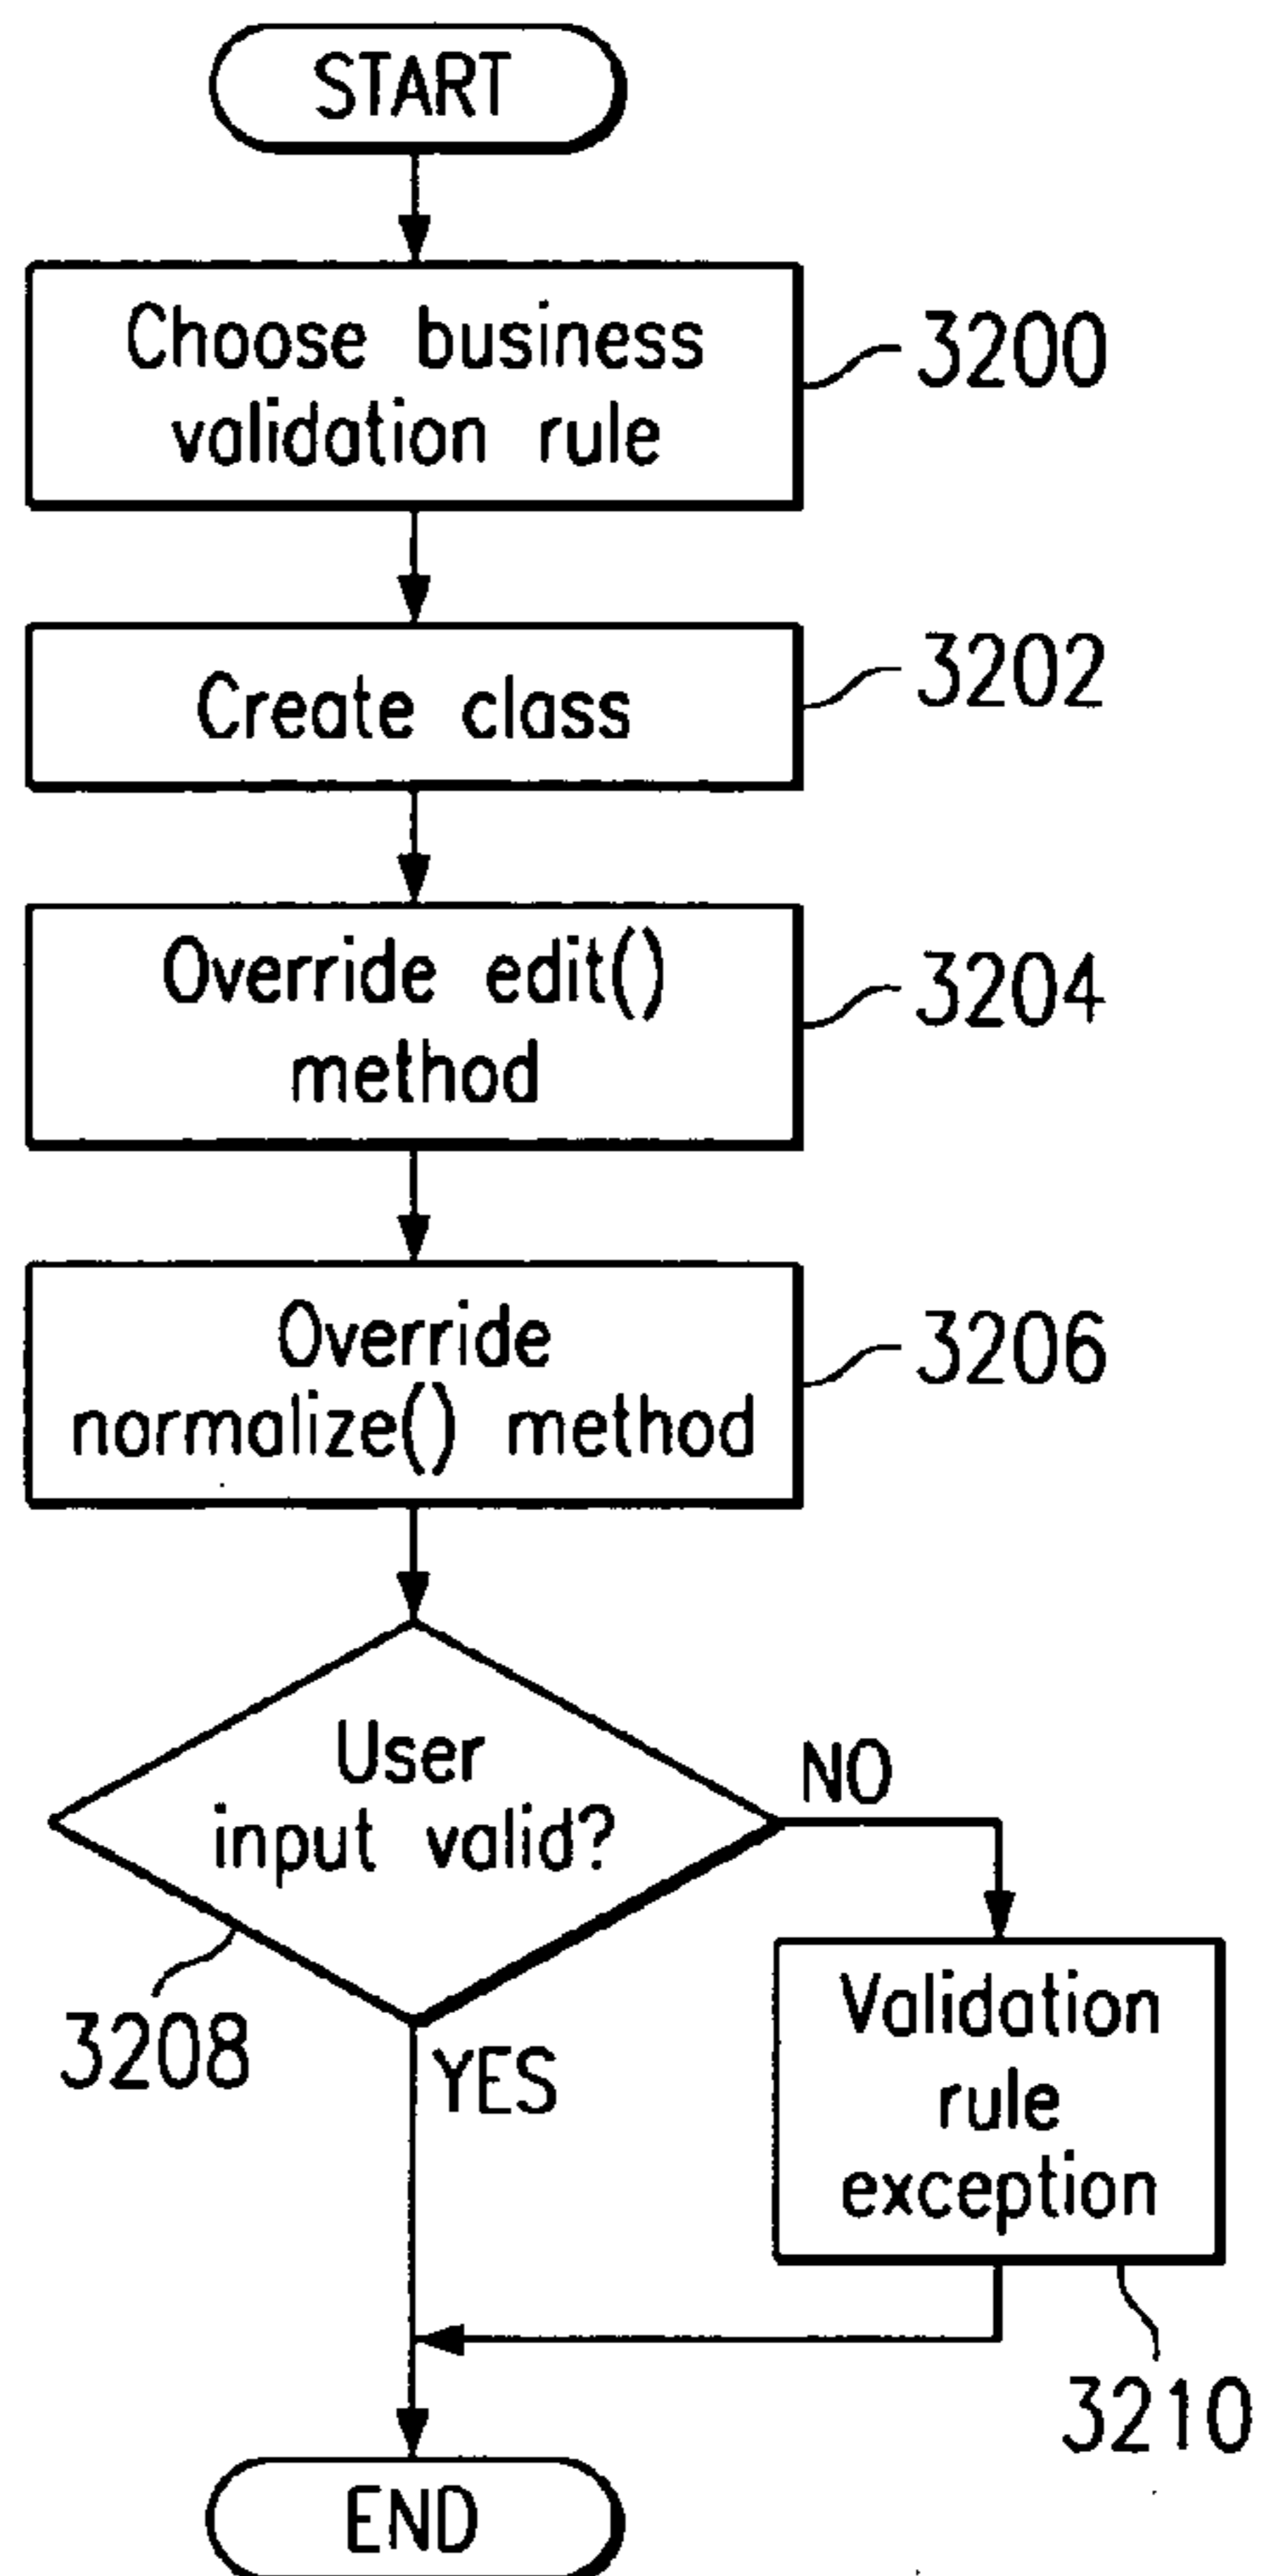 START
Choose business
validation rule
3200
Create class
3202
Override edit()
method
3204
Override
normalize() method
3206
User
input valid?
NO
3208
YES
Validation
rule
exception
3210
END